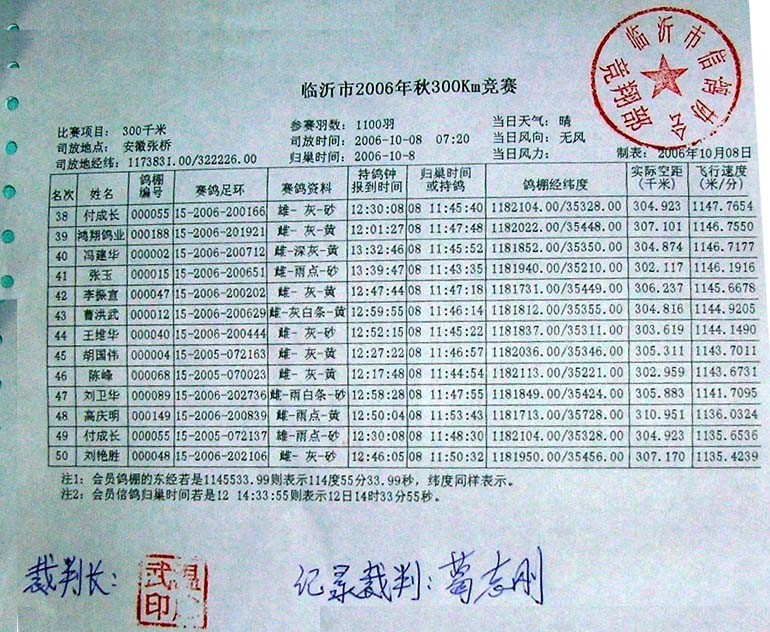 临沂市2006年秋300Km竞赛
临沂市信鸽协会
竞翔部
比赛项目: 300千米 参赛羽数: 1100羽 当日天气: 晴
司放地点: 安徽张桥 司放时间: 2006-10-08 07:20 当日风向: 无风
司放地经纬: 1173831.00/322226.00 归巢时间: 2006-10-8 当日风力: 制表: 2006年10月08日
名次 姓名 鸽棚编号 赛鸽足环 赛鸽资料 持鸽钟报到时间 归巢时间或持鸽 鸽棚经纬度 实际空距(千米) 飞行速度(米/分)
38 付成长 000055 15-2006-200166 雄- 灰-砂 12:30:08 08 11:45:40 1182104.00/35328.00 304.923 1147.7654
39 鸿翔鸽业 000188 15-2006-201921 雌- 灰-黄 12:01:27 08 11:47:48 1182022.00/35448.00 307.101 1146.7550
40 冯建华 000002 15-2006-200712 雌-深灰-黄 13:32:46 08 11:45:52 1181852.00/35350.00 304.874 1146.7177
41 张玉 000015 15-2006-200651 雌-雨点-砂 13:39:47 08 11:43:35 1181940.00/35210.00 302.117 1146.1916
42 李振宣 000047 15-2006-200202 雌- 灰-黄 12:47:44 08 11:47:18 1181731.00/35449.00 306.237 1145.6678
43 曹洪武 000012 15-2006-200629 雌-灰白条-黄 12:59:55 08 11:46:14 1181812.00/35355.00 304.816 1144.9205
44 王维华 000040 15-2006-200444 雌- 灰-砂 12:52:15 08 11:45:22 1181837.00/35311.00 303.619 1144.1490
45 胡国伟 000004 15-2005-072163 雌- 灰-砂 12:27:22 08 11:46:57 1182036.00/35346.00 305.311 1143.7011
46 陈峰 000068 15-2005-070023 雌- 灰-黄 12:17:48 08 11:44:54 1182113.00/35221.00 302.959 1143.6731
47 刘卫华 000089 15-2006-202736 雌-雨白条-砂 12:58:28 08 11:47:55 1181849.00/35424.00 305.883 1141.7095
48 高庆明 000149 15-2006-200839 雌-雨点-黄 12:50:04 08 11:53:43 1181713.00/35728.00 310.951 1136.0324
49 付成长 000055 15-2005-072137 雌-雨点-砂 12:30:08 08 11:48:30 1182104.00/35328.00 304.923 1135.6536
50 刘艳胜 000048 15-2006-202106 雌- 灰-砂 12:46:05 08 11:50:32 1181950.00/35456.00 307.170 1135.4239
注1: 会员鸽棚的东经若是1145533.99则表示114度55分33.99秒, 纬度同样表示。
注2: 会员信鸽归巢时间若是12 14:33:55则表示12日14时33分55秒。
裁判长: 记录裁判: 葛志刚
武印